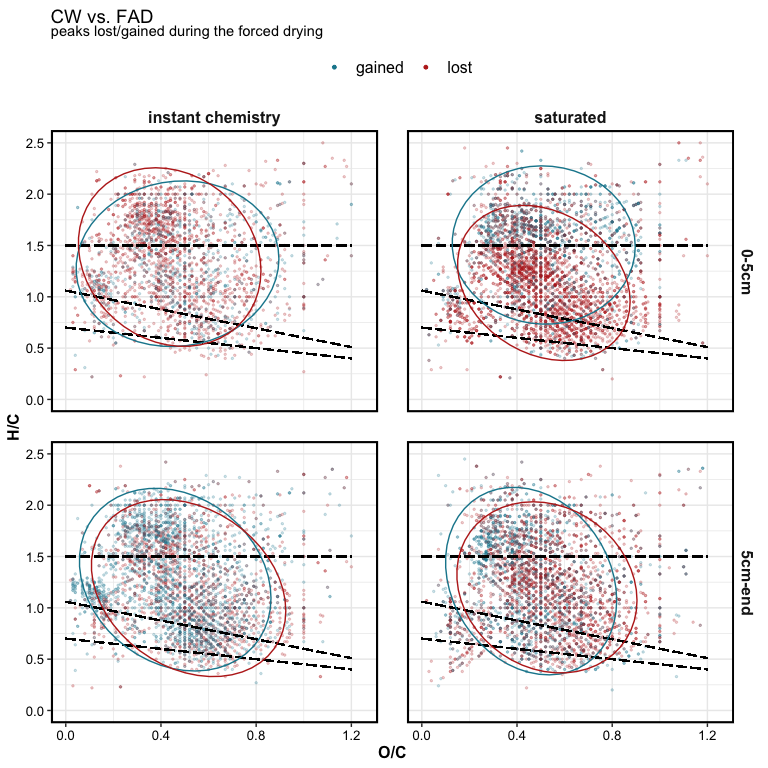 CW vs. FAD
peaks lost/gained during the forced drying
gained lost
instant chemistry saturated
2.5
2.0
1.5
1.0
0.5
0.0
0-5cm
H/C
2.5
2.0
1.5
1.0
0.5
0.0
5cm-end
0.0 0.4 0.8 1.2 0.0 0.4 0.8 1.2
O/C